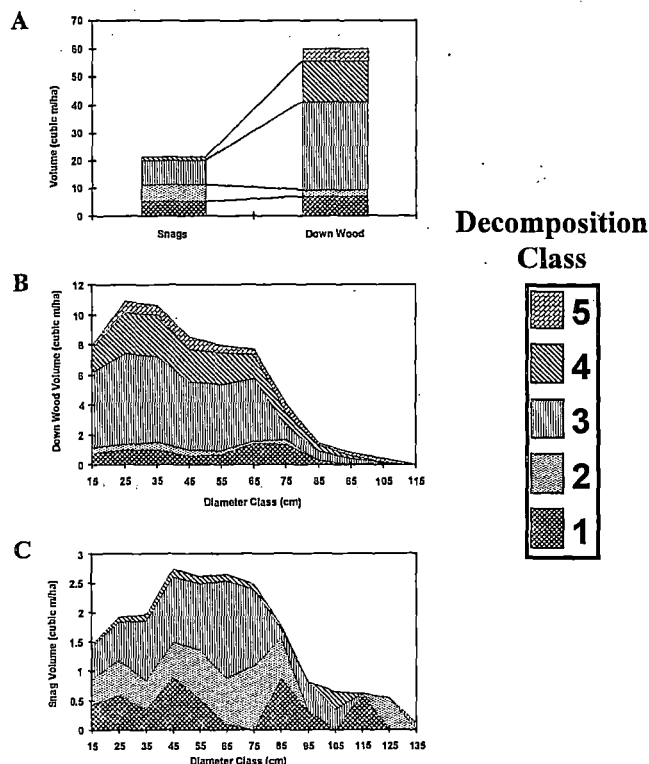 A
Volume (cubic m/ha)
70
60
50
40
30
20
10
0
Snags
Down Wood
Decomposition
Class
5
4
3
2
1
B
Down Wood Volume (cubic m/ha)
12
10
8
6
4
2
0
15 25 35 45 55 65 75 85 95 105 115
Diameter Class (cm)
C
Snag Volume (cubic m/ha)
3
2.5
2
1.5
1
0.5
0
15 25 35 45 55 65 75 85 95 105 115 125 135
Diameter Class (cm)